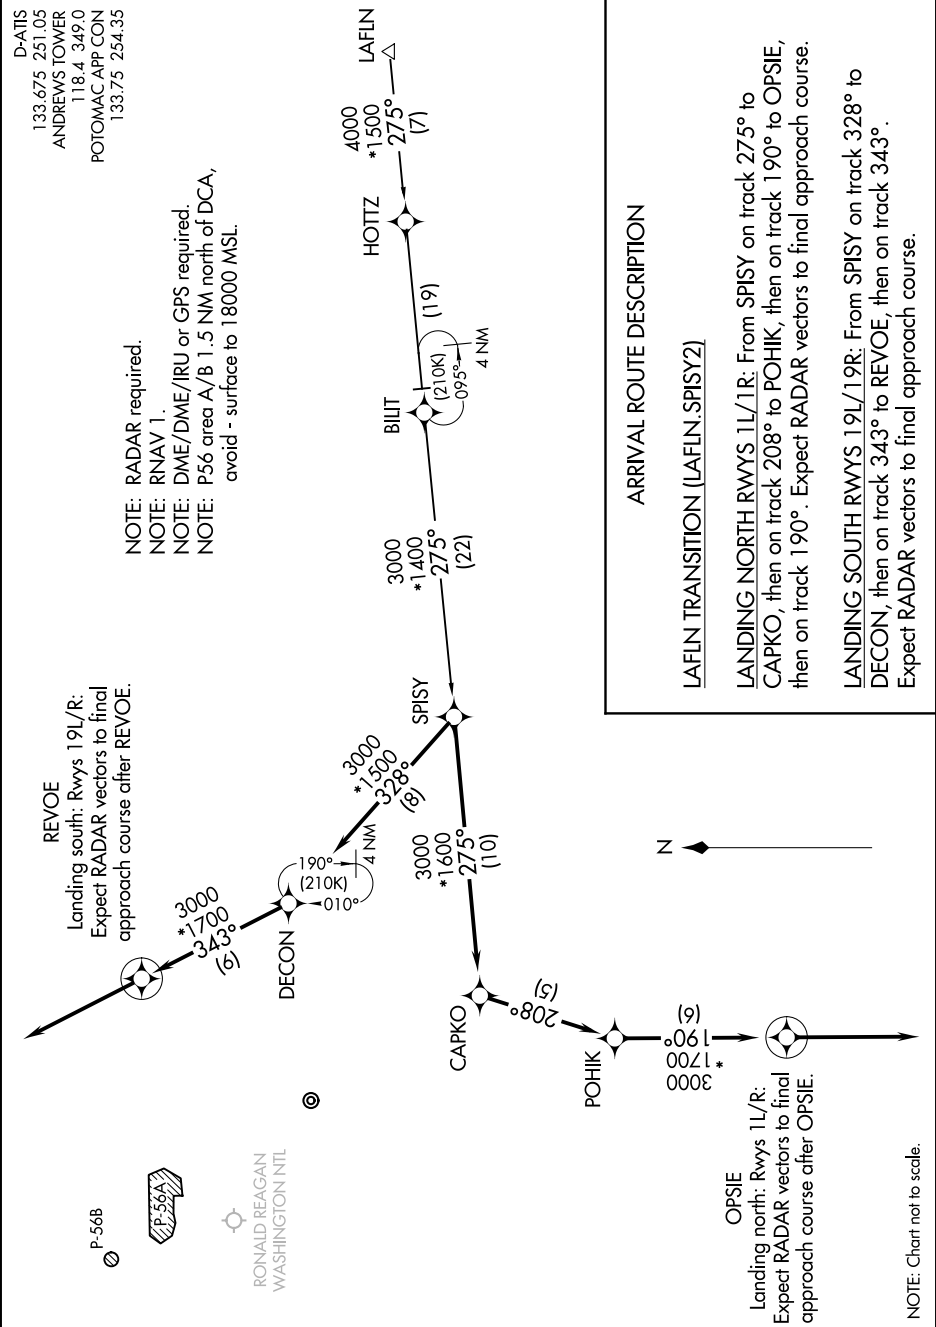 D-ATIS
133.675 251.05
ANDREWS TOWER
118.4 349.0
POTOMAC APP CON
133.75 254.35
NOTE: RADAR required.
NOTE: RNAV 1.
NOTE: DME/DME/IRU or GPS required.
NOTE: P56 area A/B 1.5 NM north of DCA,
avoid - surface to 18000 MSL.
REVOE
Landing south: Rwys 19L/R:
Expect RADAR vectors to final
approach course after REVOE.
P-56B
P-56A
RONALD REAGAN
WASHINGTON NTL
3000
*1700
343°
(9)
DECON
190°
(210K)
010°
4 NM
3000
*1500
328°
(8)
SPISY
3000
*1400
275°
(22)
BILIT
(210K)
095°
4 NM
(19)
HOTTZ
4000
*1500
275°
(7)
LAFLN
3000
*1600
275°
(10)
CAPKO
208°
(5)
POHIK
3000
*1700
190°
(6)
N
OPSIE
Landing north: Rwys 1L/R:
Expect RADAR vectors to final
approach course after OPSIE.
NOTE: Chart not to scale.
ARRIVAL ROUTE DESCRIPTION
LAFLN TRANSITION (LAFLN.SPISY2)
LANDING NORTH RWYS 1L/1R: From SPISY on track 275° to
CAPKO, then on track 208° to POHIK, then on track 190° to OPSIE,
then on track 190°. Expect RADAR vectors to final approach course.
LANDING SOUTH RWYS 19L/19R: From SPISY on track 328° to
DECON, then on track 343° to REVOE, then on track 343°.
Expect RADAR vectors to final approach course.